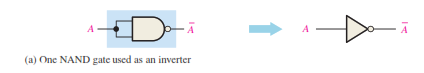 A A̅ A A̅
(a) One NAND gate used as an inverter